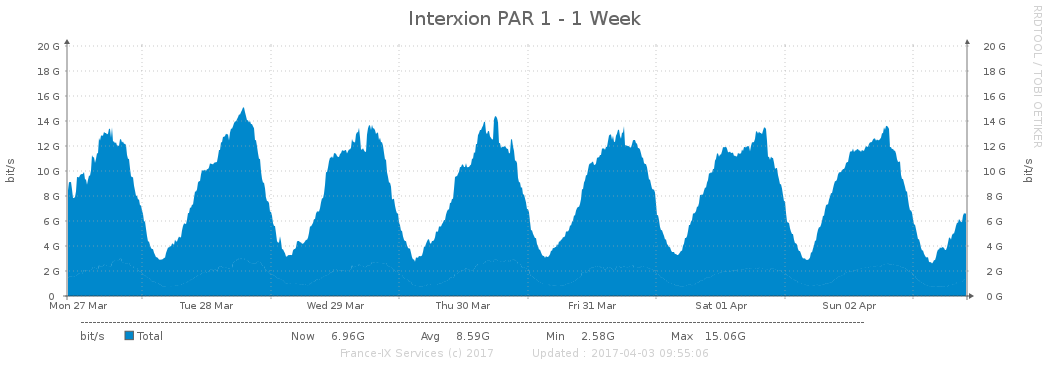 Interxion PAR 1 - 1 Week
RRDTOOL / TOBI OETIKER
20 G 20 G
18 G 18 G
16 G 16 G
14 G 14 G
12 G 12 G
10 G 10 G
8 G 8 G
6 G 6 G
4 G 4 G
2 G 2 G
0 0 G
bit/s
bit/s
Mon 27 Mar Tue 28 Mar Wed 29 Mar Thu 30 Mar Fri 31 Mar Sat 01 Apr Sun 02 Apr
bit/s Total Now 6.96G Avg 8.59G Min 2.58G Max 15.06G
France-IX Services (c) 2017 Updated : 2017-04-03 09:55:06